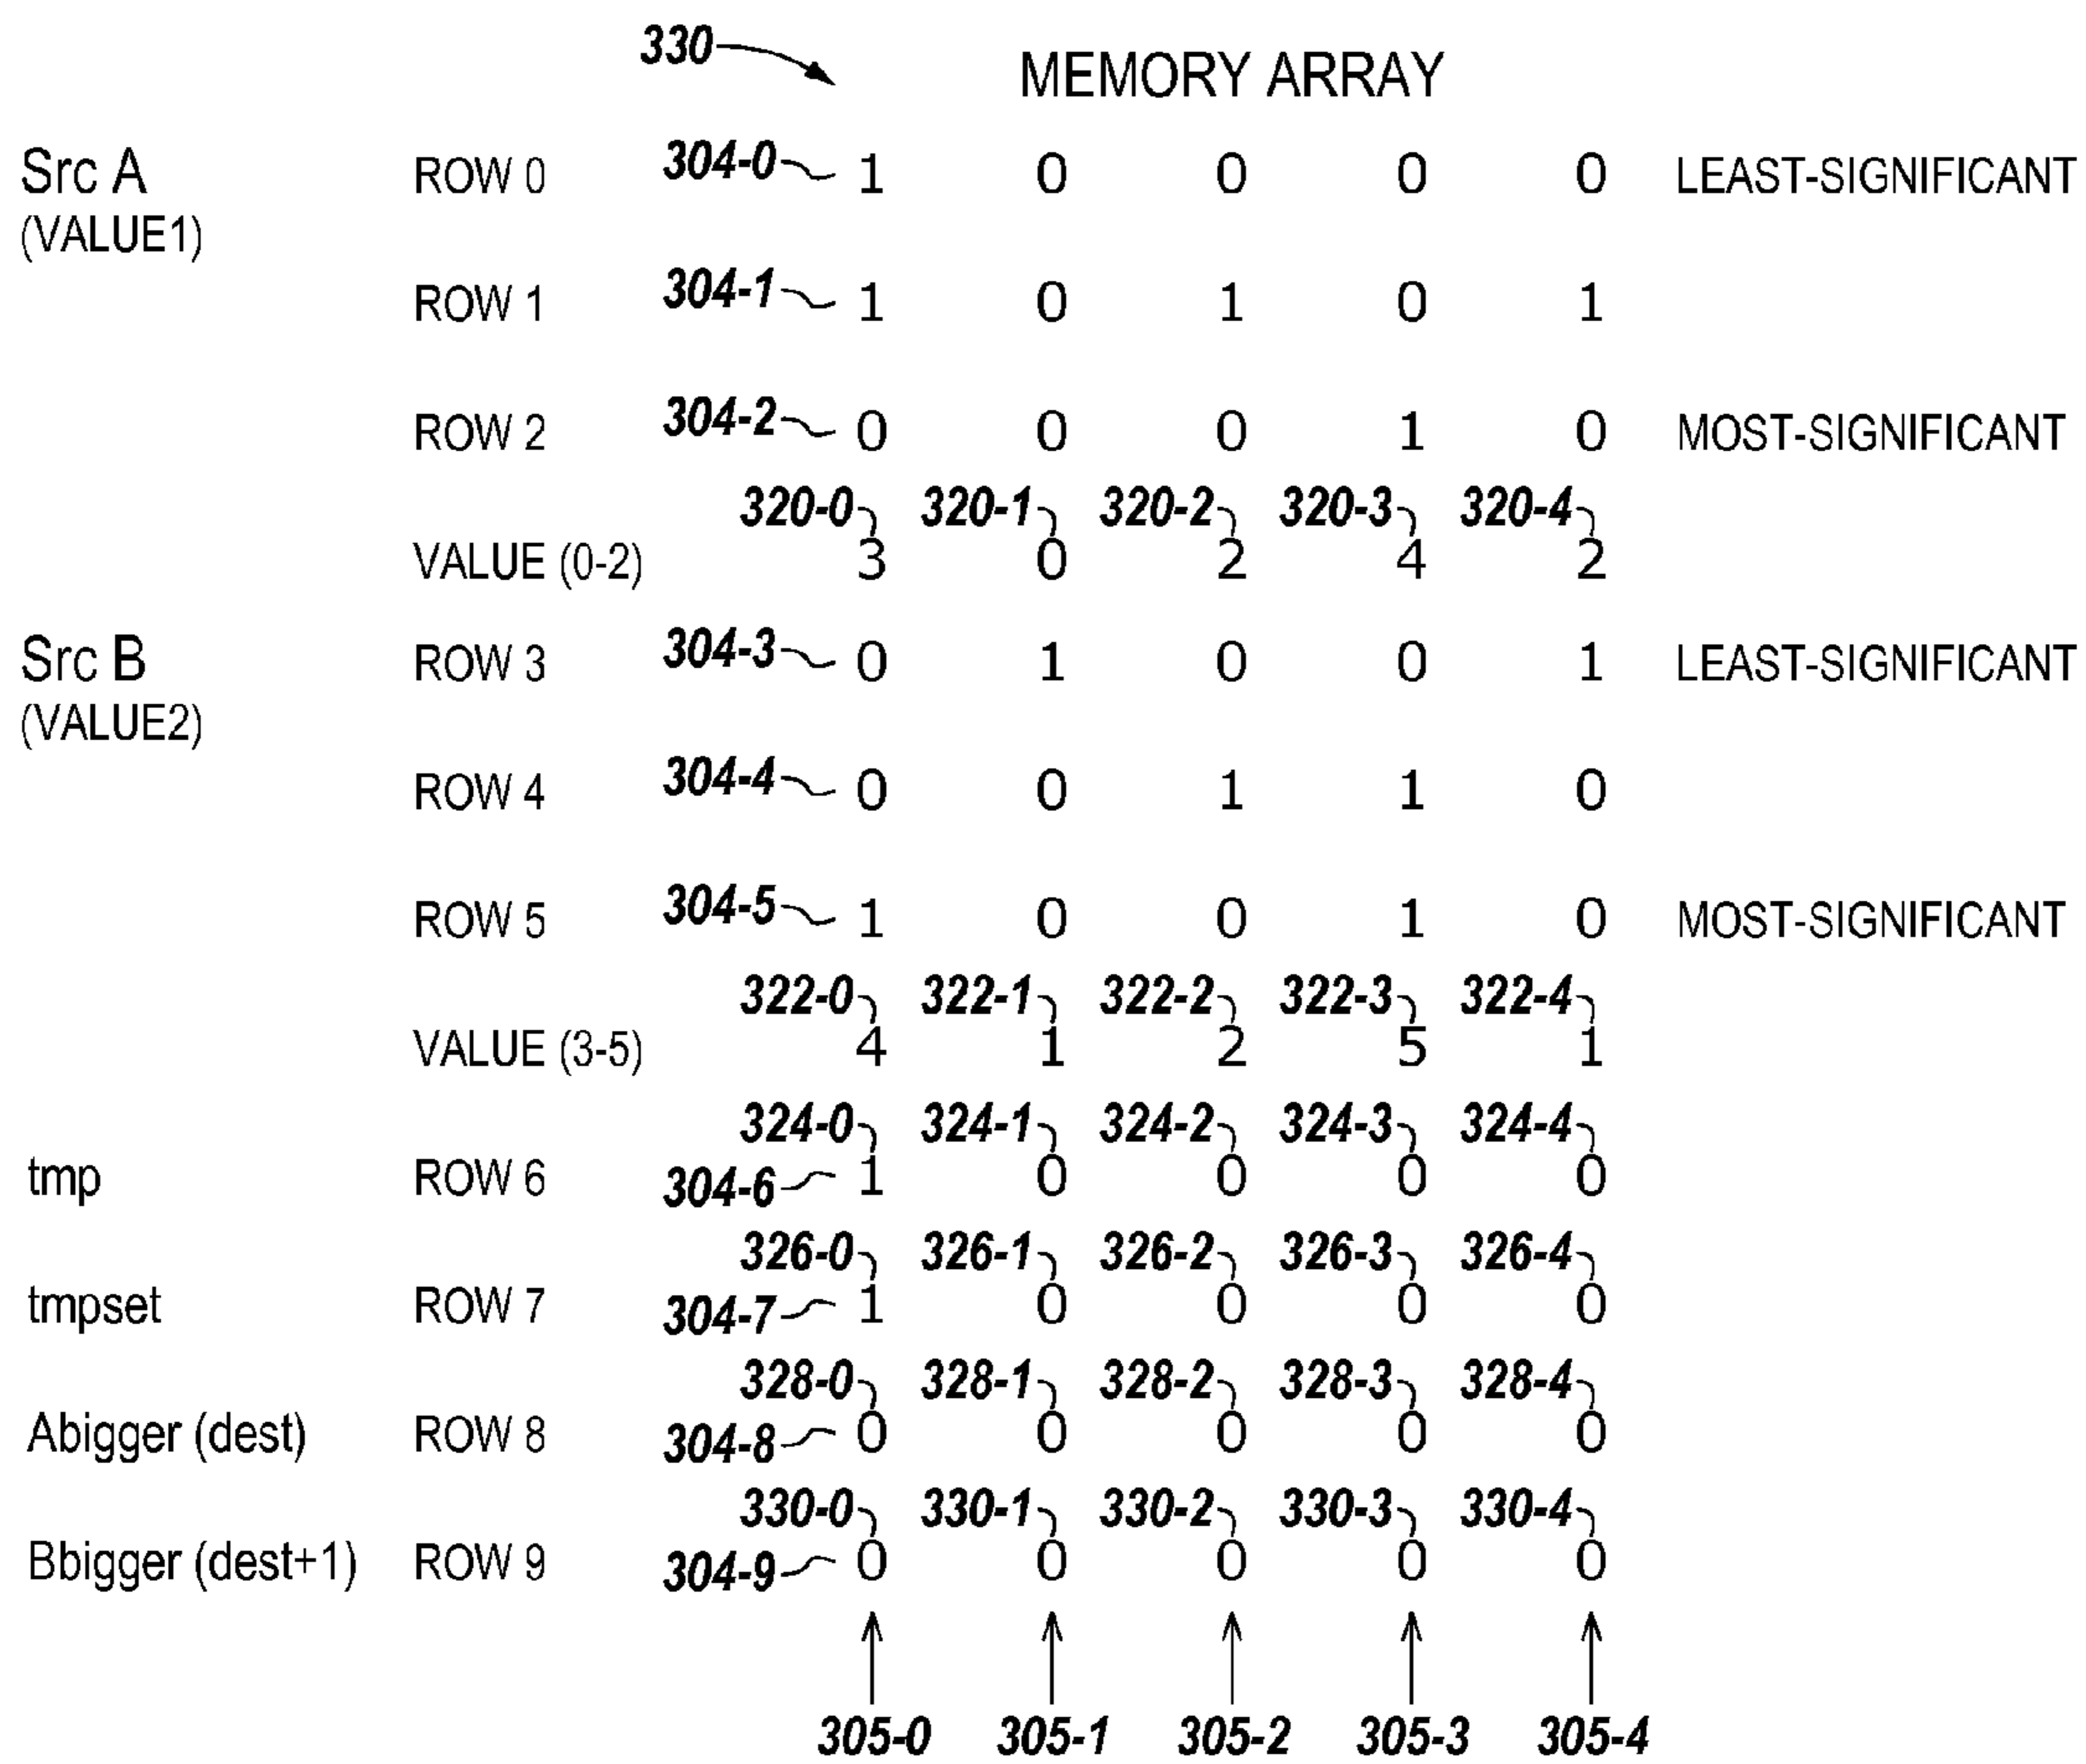 330 MEMORY ARRAY
Src A ROW 0 304-0 1 0 0 0 0 LEAST-SIGNIFICANT
(VALUE1)
ROW 1 304-1 1 0 1 0 1
ROW 2 304-2 0 0 0 1 0 MOST-SIGNIFICANT
320-0 320-1 320-2 320-3 320-4
VALUE (0-2) 3 0 2 4 2
Src B ROW 3 304-3 0 1 0 0 1 LEAST-SIGNIFICANT
(VALUE2)
ROW 4 304-4 0 0 1 1 0
ROW 5 304-5 1 0 0 1 0 MOST-SIGNIFICANT
322-0 322-1 322-2 322-3 322-4
VALUE (3-5) 4 1 2 5 1
324-0 324-1 324-2 324-3 324-4
tmp ROW 6 304-6 1 0 0 0 0
326-0 326-1 326-2 326-3 326-4
tmpset ROW 7 304-7 1 0 0 0 0
328-0 328-1 328-2 328-3 328-4
Abigger (dest) ROW 8 304-8 0 0 0 0 0
330-0 330-1 330-2 330-3 330-4
Bbigger (dest+1) ROW 9 304-9 0 0 0 0 0
305-0 305-1 305-2 305-3 305-4